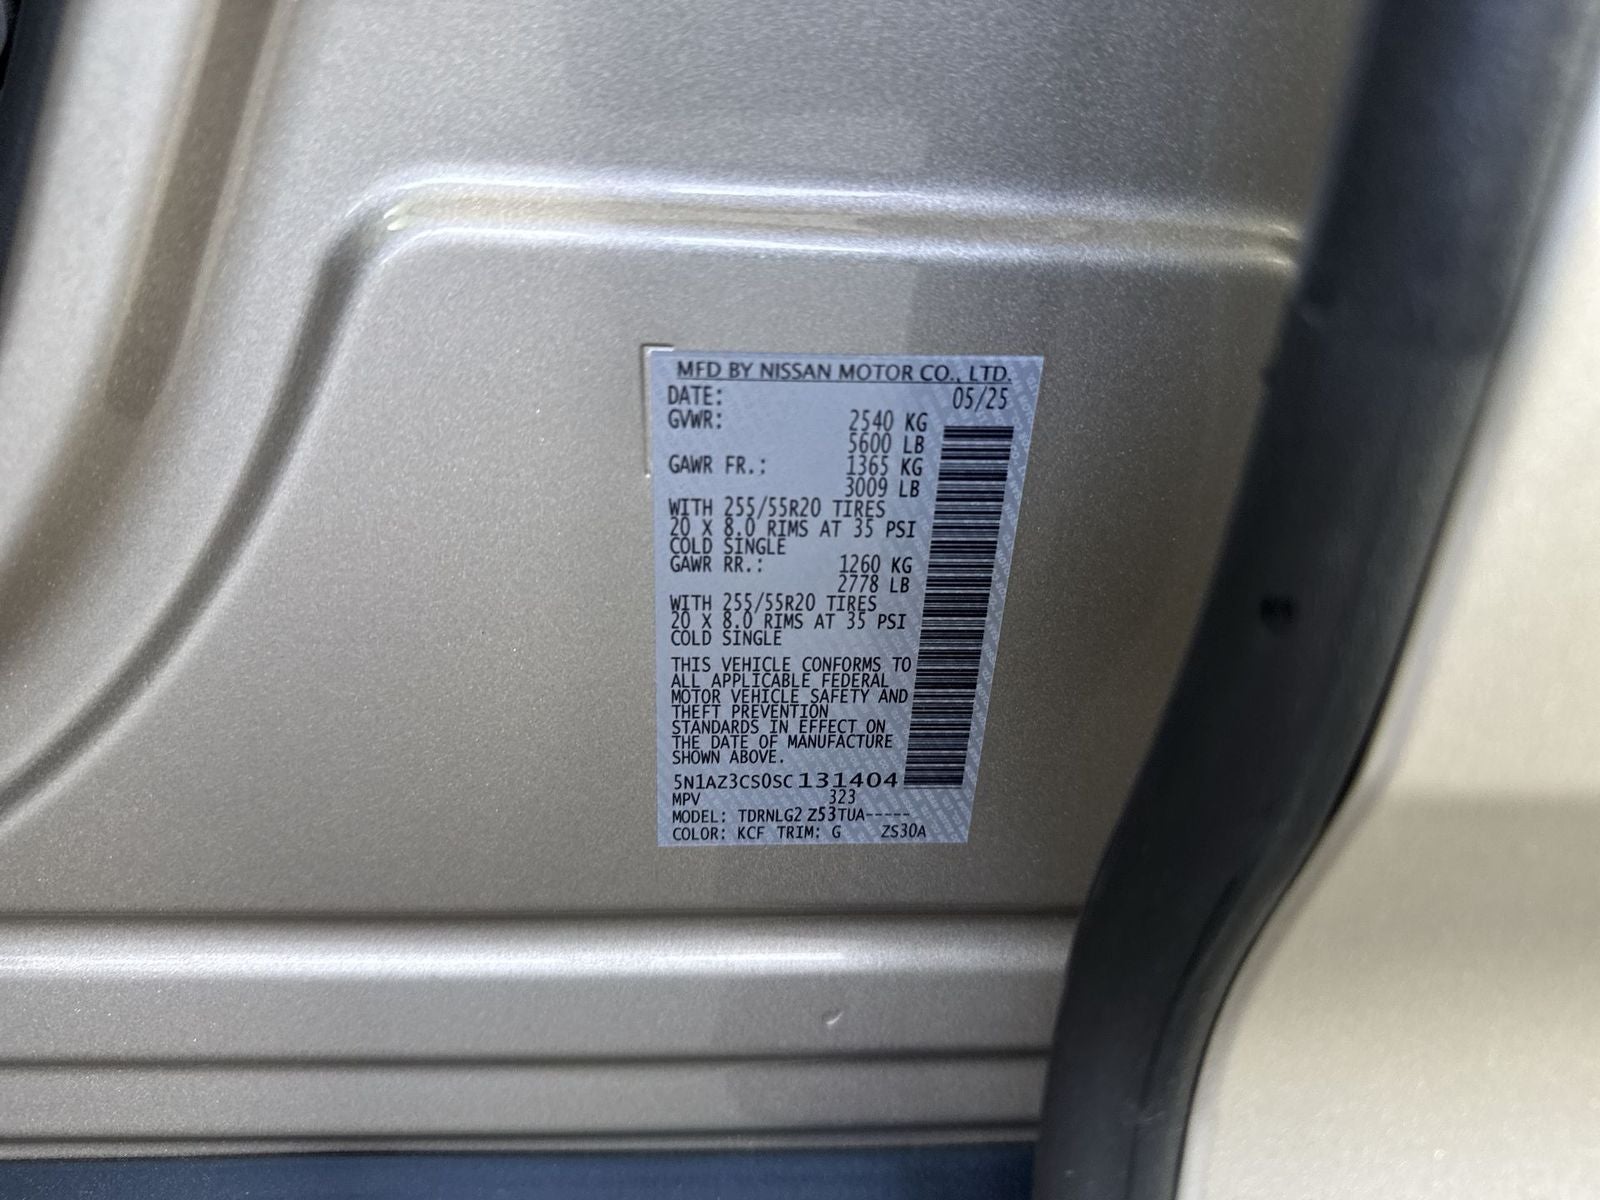 MFD BY NISSAN MOTOR CO., LTD.
DATE: 05/25
GVWR: 2540 KG
5600 LB
GAWR FR.: 1365 KG
3009 LB
WITH 255/55R20 TIRES
20 X 8.0 RIMS AT 35 PSI
COLD SINGLE
GAWR RR.: 1260 KG
2778 LB
WITH 255/55R20 TIRES
20 X 8.0 RIMS AT 35 PSI
COLD SINGLE
THIS VEHICLE CONFORMS TO
ALL APPLICABLE FEDERAL
MOTOR VEHICLE SAFETY AND
THEFT PREVENTION
STANDARDS IN EFFECT ON
THE DATE OF MANUFACTURE
SHOWN ABOVE.
5N1AZ3CS0SC131404
MPV 323
MODEL: TDRNLG2 Z53TUA-----
COLOR: KCF TRIM: G ZS30A